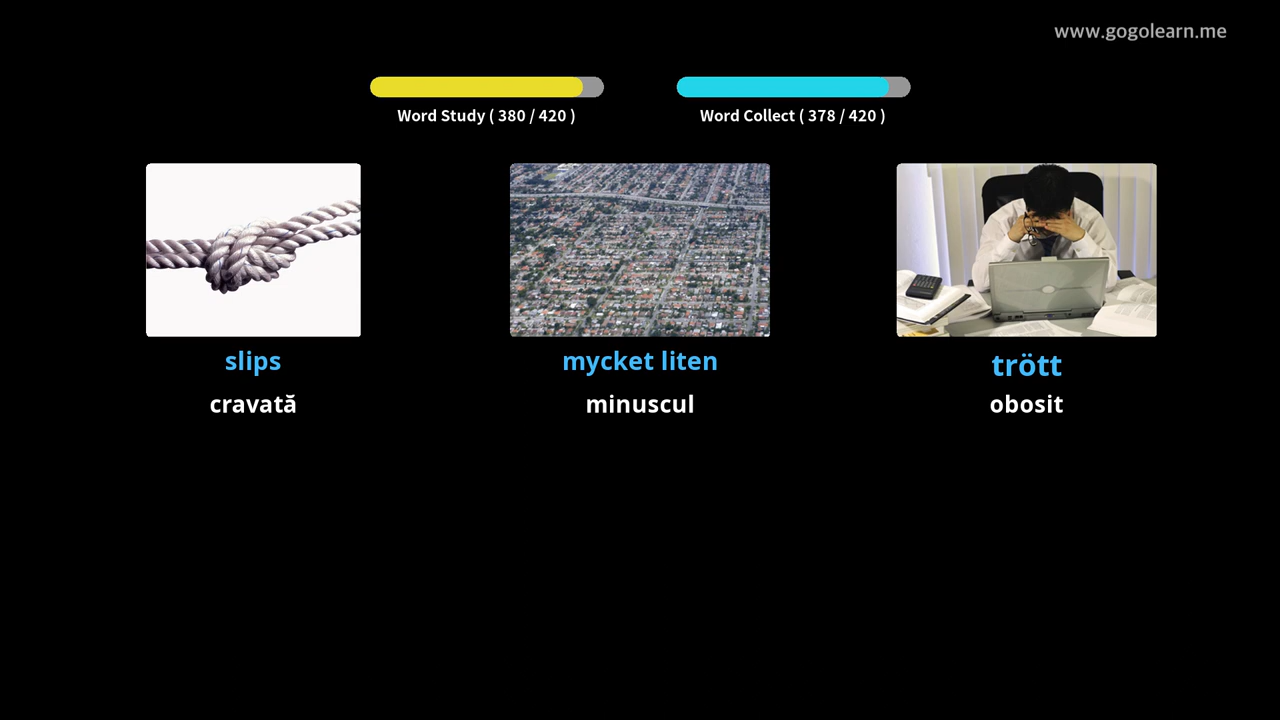 www.gogolearn.me
Word Study ( 380 / 420 )
Word Collect ( 378 / 420 )
slips
mycket liten
trött
cravată
minuscul
obosit